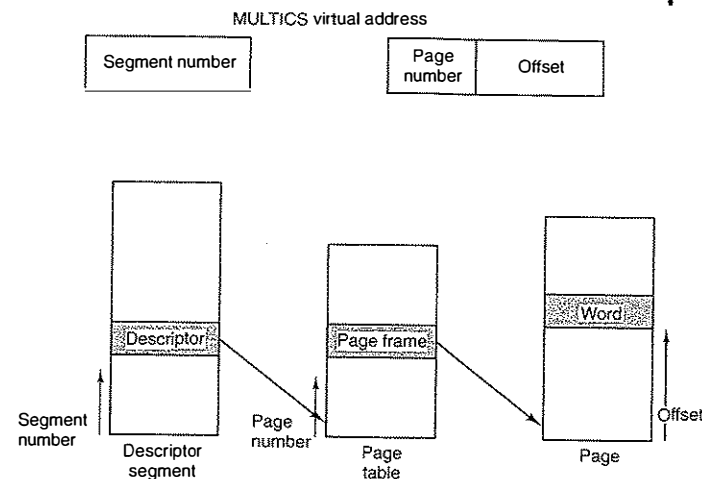 MULTICS virtual address
Segment number
Page
number
Offset
Descriptor
Page frame
Word
Segment
number
Page
number
Offset
Descriptor
segment
Page
table
Page